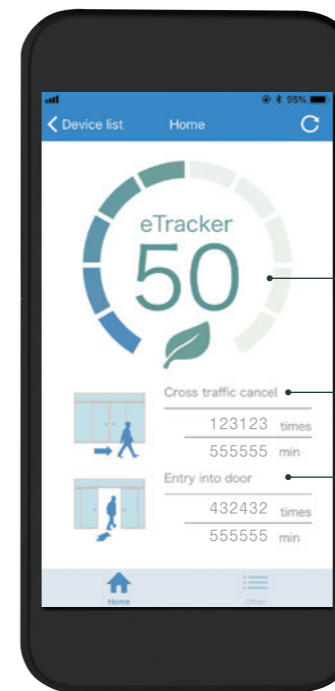 95%
Device list Home
eTracker
50
Cross traffic cancel
123123 times
555555 min
Entry into door
432432 times
555555 min
Home Other